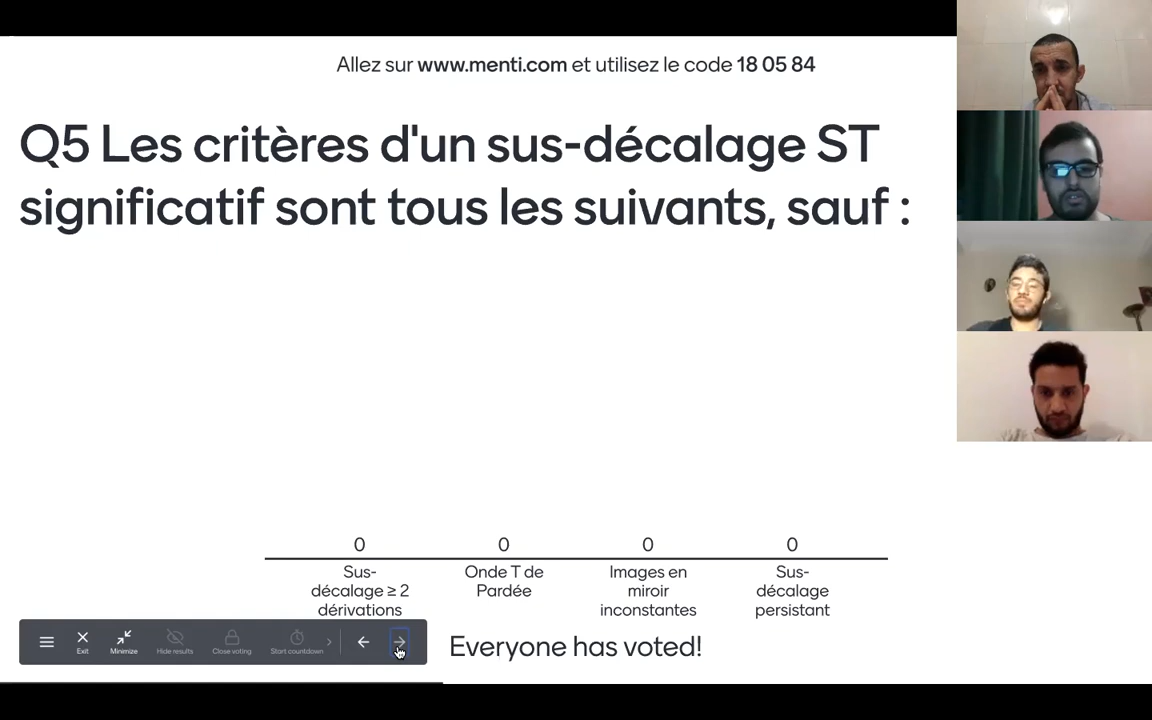 Allez sur www.menti.com et utilisez le code 18 05 84
Q5 Les critères d'un sus-décalage ST
significatif sont tous les suivants, sauf :
0
0
0
0
Sus-
décalage ≥ 2
dérivations
Onde T de
Pardée
Images en
miroir
inconstantes
Sus-
décalage
persistant
Exit
Minimize
Hide results
Close voting
Start countdown
Everyone has voted!